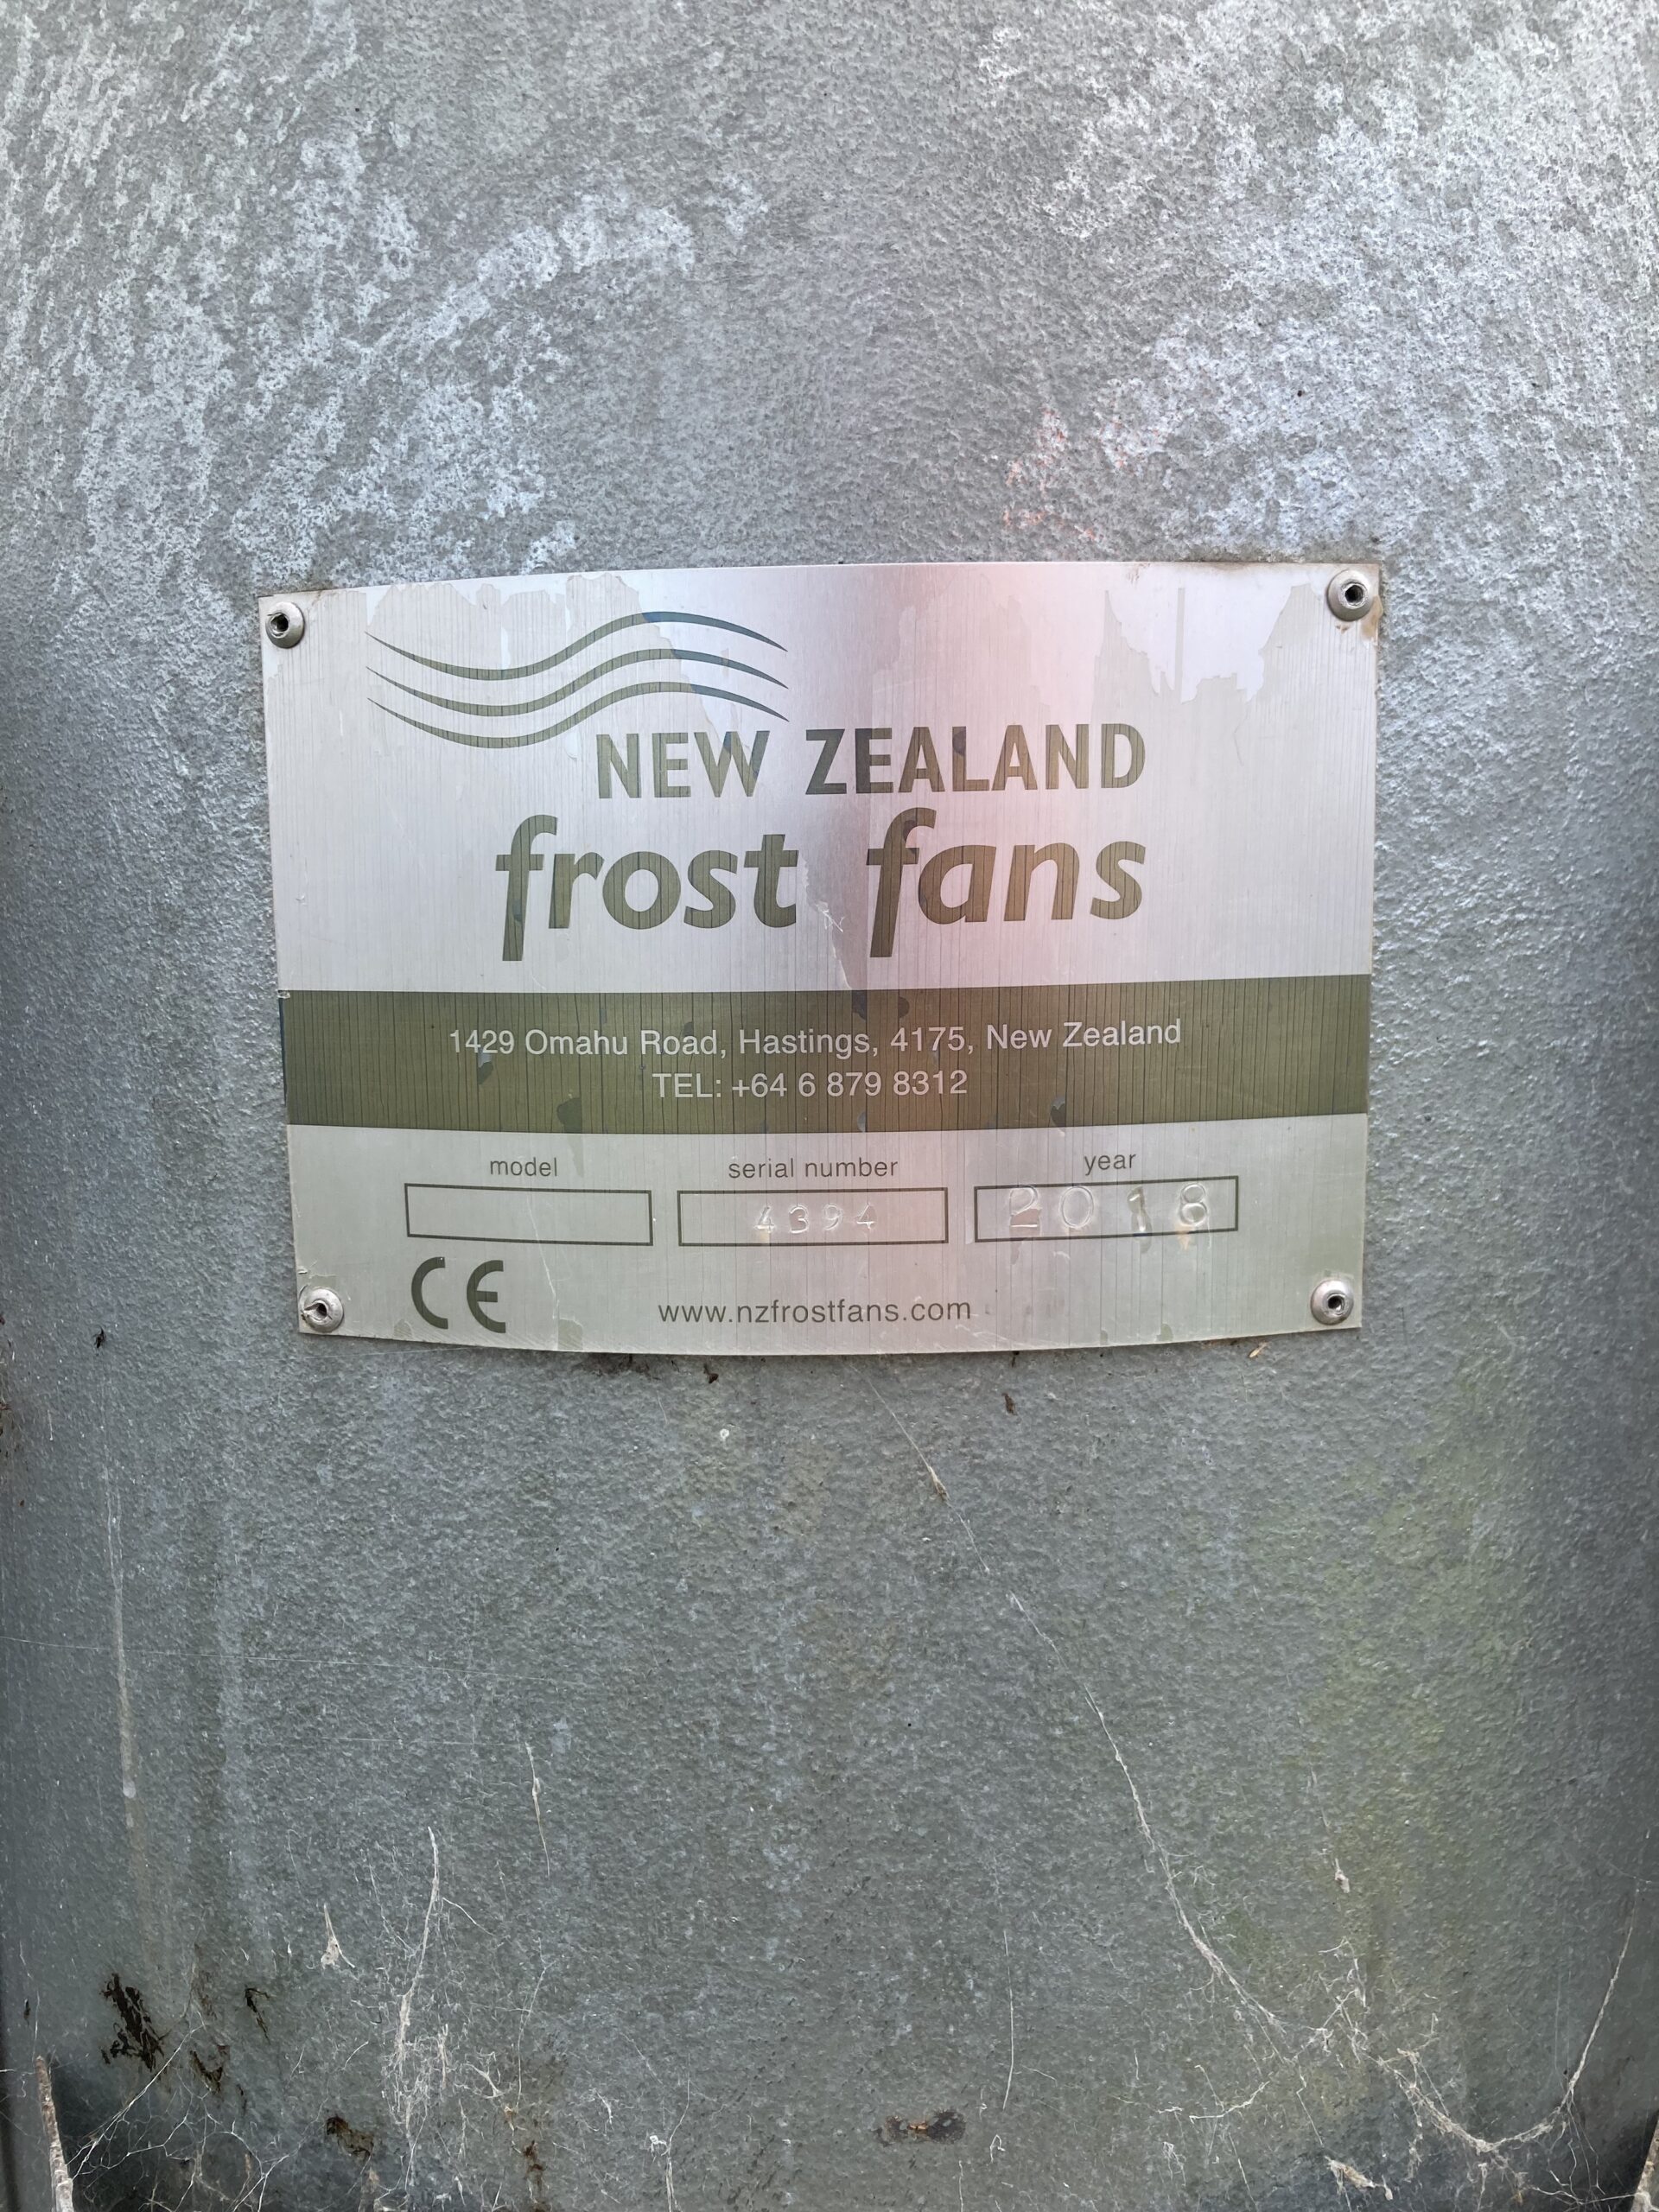 NEW ZEALAND
frost fans
1429 Omahu Road, Hastings, 4175, New Zealand
TEL: +64 6 879 8312
model serial number year
4394 2018
CE
www.nzfrostfans.com